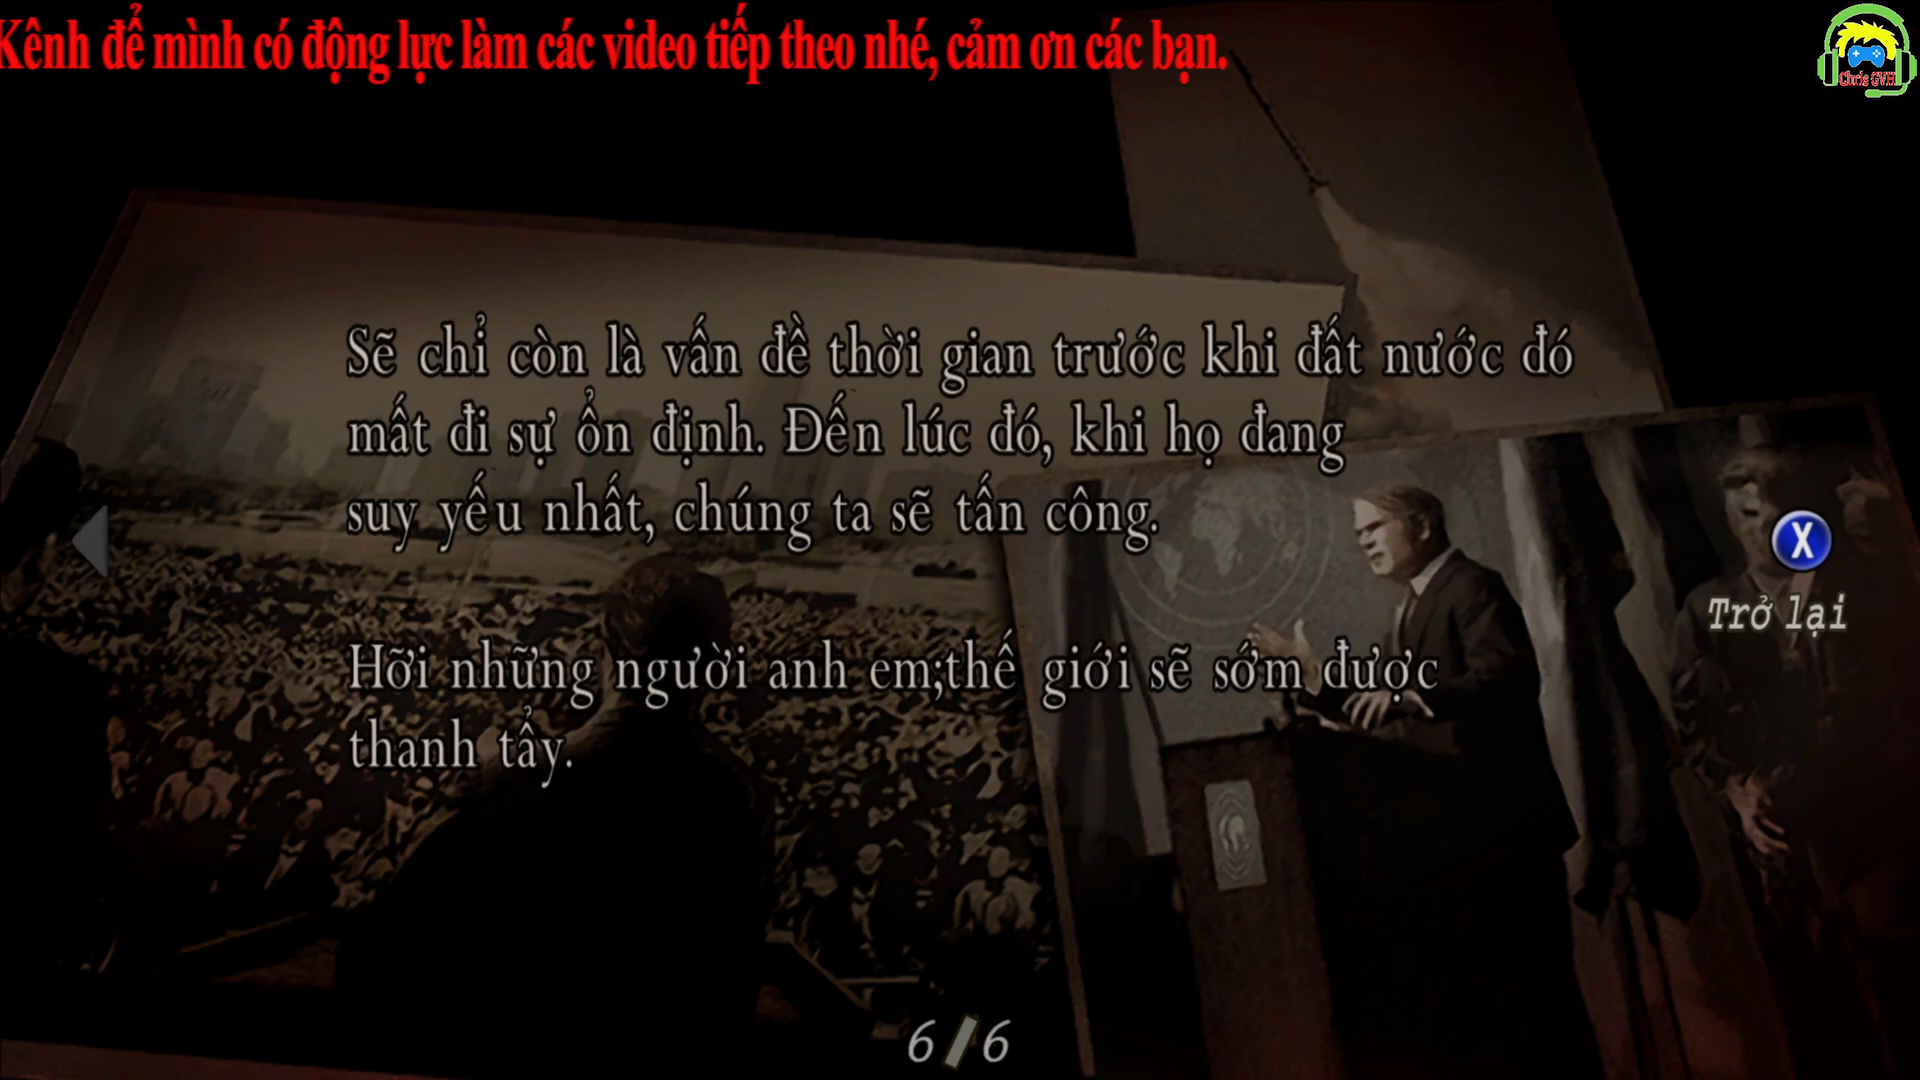 Kênh để mình có động lực làm các video tiếp theo nhé, cảm ơn các bạn.
Chris GVH
Sẽ chỉ còn là vấn đề thời gian trước khi đất nước đó
mất đi sự ổn định. Đến lúc đó, khi họ đang
suy yếu nhất, chúng ta sẽ tấn công.
X
Trở lại
Hỡi những người anh em;thế giới sẽ sớm được
thanh tẩy.
6/6